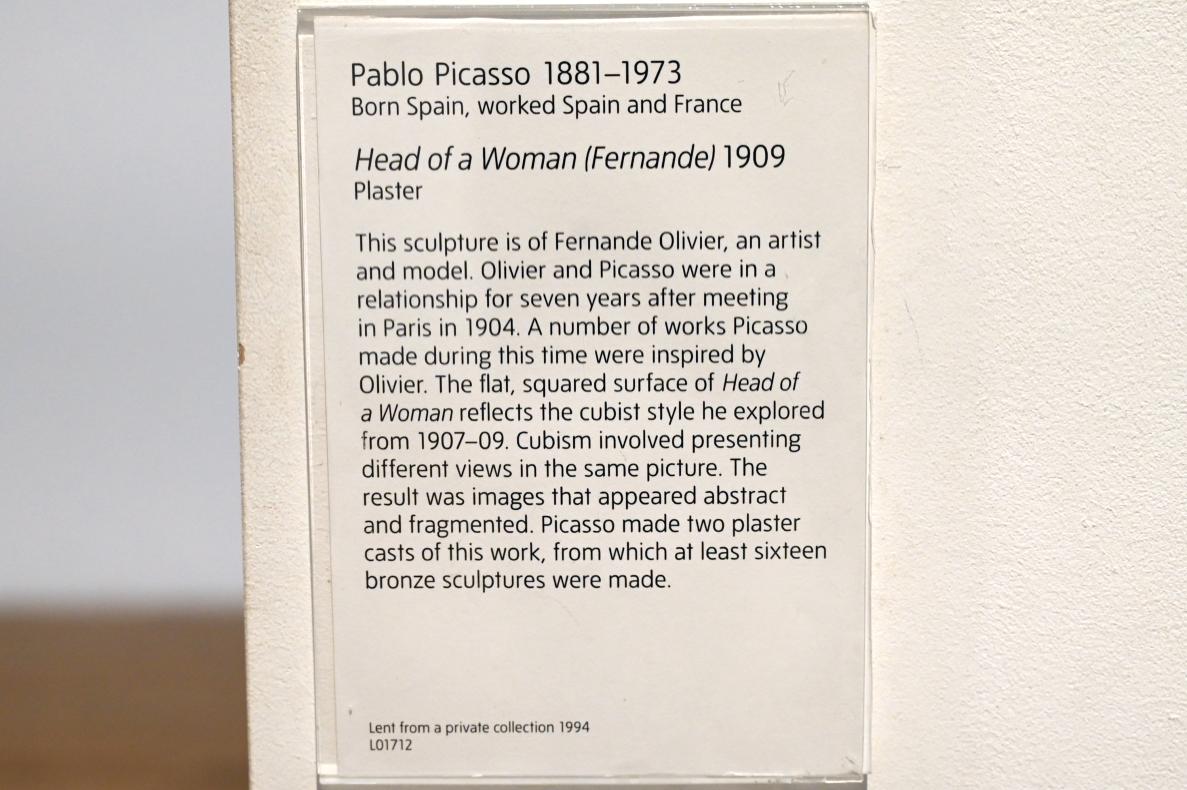 Pablo Picasso 1881–1973
Born Spain, worked Spain and France
Head of a Woman (Fernande) 1909
Plaster
This sculpture is of Fernande Olivier, an artist
and model. Olivier and Picasso were in a
relationship for seven years after meeting
in Paris in 1904. A number of works Picasso
made during this time were inspired by
Olivier. The flat, squared surface of Head of
a Woman reflects the cubist style he explored
from 1907–09. Cubism involved presenting
different views in the same picture. The
result was images that appeared abstract
and fragmented. Picasso made two plaster
casts of this work, from which at least sixteen
bronze sculptures were made.
Lent from a private collection 1994
L01712